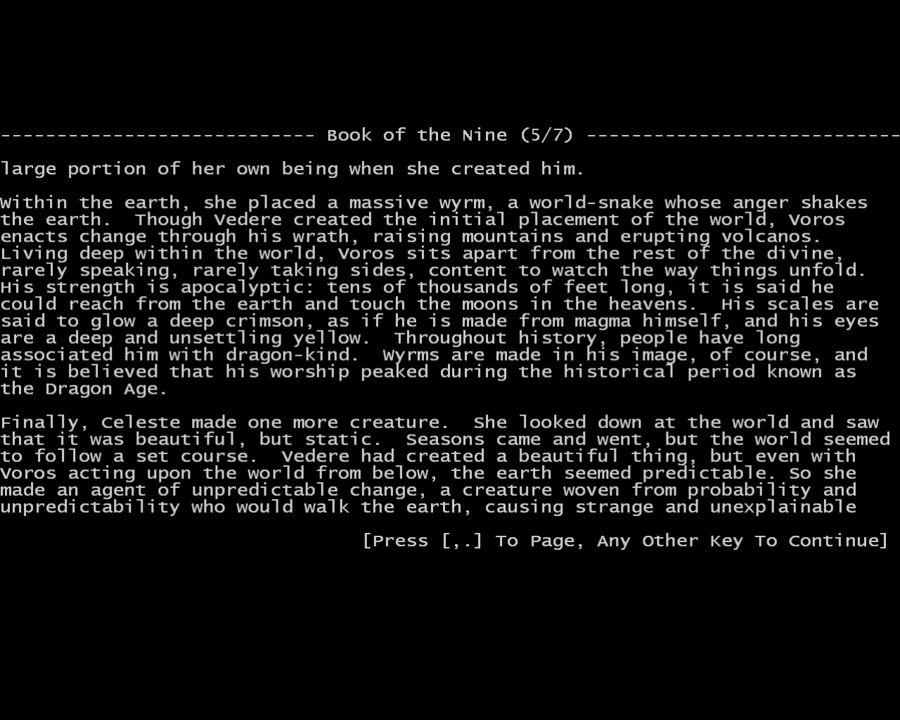 --------------------------- Book of the Nine (5/7) ---------------------------
large portion of her own being when she created him.
Within the earth, she placed a massive wyrm, a world-snake whose anger shakes
the earth.  Though Vedere created the initial placement of the world, Voros
enacts change through his wrath, raising mountains and erupting volcanos.
Living deep within the world, Voros sits apart from the rest of the divine,
rarely speaking, rarely taking sides, content to watch the way things unfold.
His strength is apocalyptic: tens of thousands of feet long, it is said he
could reach from the earth and touch the moons in the heavens.  His scales are
said to glow a deep crimson, as if he is made from magma himself, and his eyes
are a deep and unsettling yellow.  Throughout history, people have long
associated him with dragon-kind.  Wyrms are made in his image, of course, and
it is believed that his worship peaked during the historical period known as
the Dragon Age.
Finally, Celeste made one more creature.  She looked down at the world and saw
that it was beautiful, but static.  Seasons came and went, but the world seemed
to follow a set course.  Vedere had created a beautiful thing, but even with
Voros acting upon the world from below, the earth seemed predictable. So she
made an agent of unpredictable change, a creature woven from probability and
unpredictability who would walk the earth, causing strange and unexplainable
[Press [,.] To Page, Any Other Key To Continue]